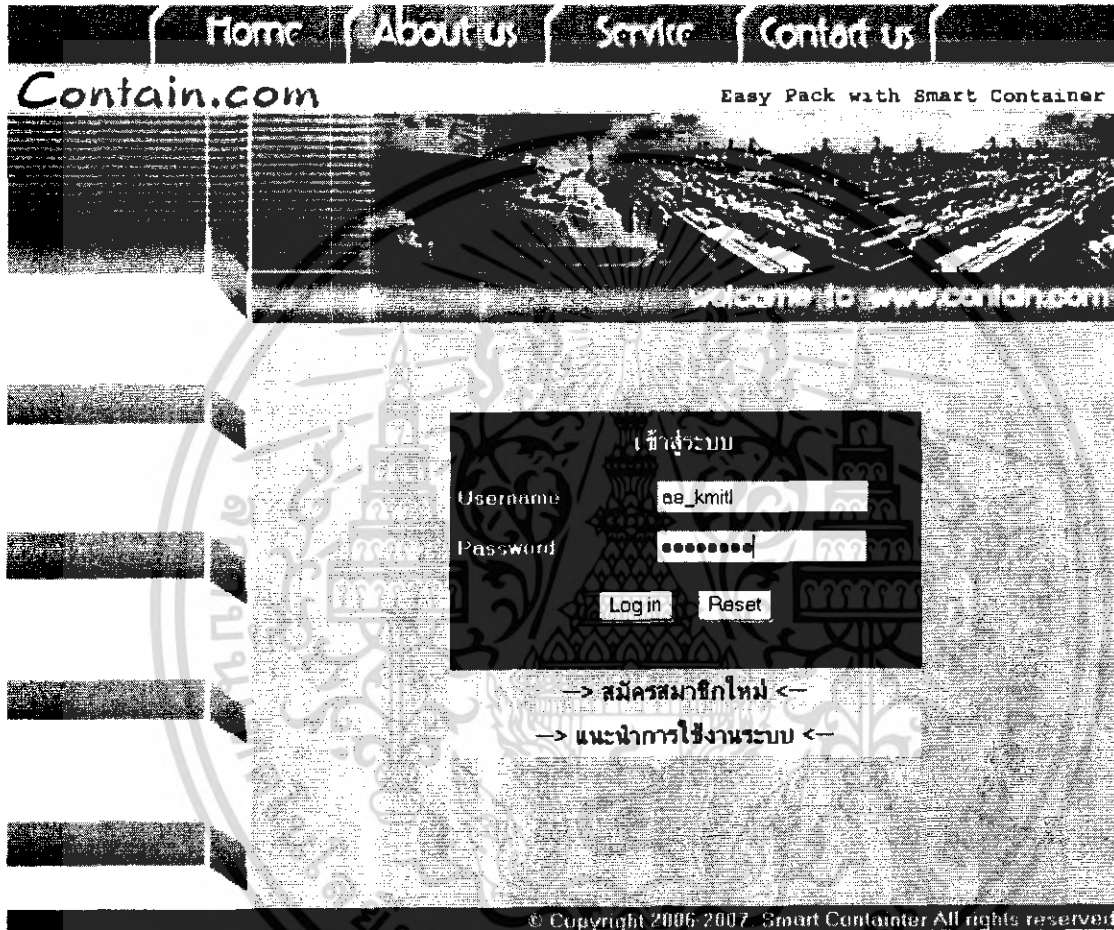 Home About us Service Contact us
Contain.com
Easy Pack with Smart Container
welcome to www.contain.com
เข้าสู่ระบบ
Username aa_kmitl
Password ●●●●●●●●
Log in Reset
--> สมัครสมาชิกใหม่ <--
--> แนะนำการใช้งานระบบ <--
© Copyright 2006-2007. Smart Containter All rights reserved